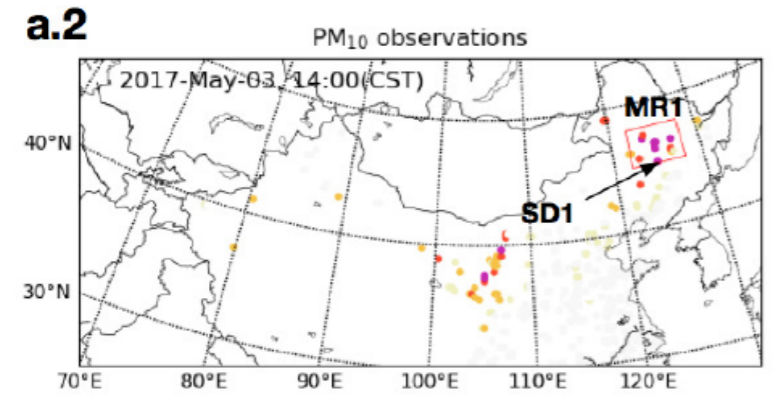 a.2
PM10 observations
2017-May-03, 14:00(CST)
MR1
40°N
SD1
30°N
70°E 80°E 90°E 100°E 110°E 120°E